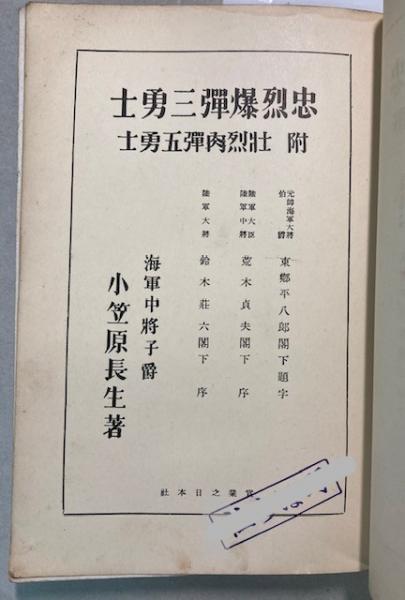 忠烈爆彈三勇士
附 壯烈肉彈五勇士
元帥海軍大將
伯爵
東鄕平八郎閣下題字
陸軍大臣
陸軍中將
荒木貞夫閣下序
陸軍大將
鈴木莊六閣下序
海軍中將子爵
小笠原長生著
實業之日本社